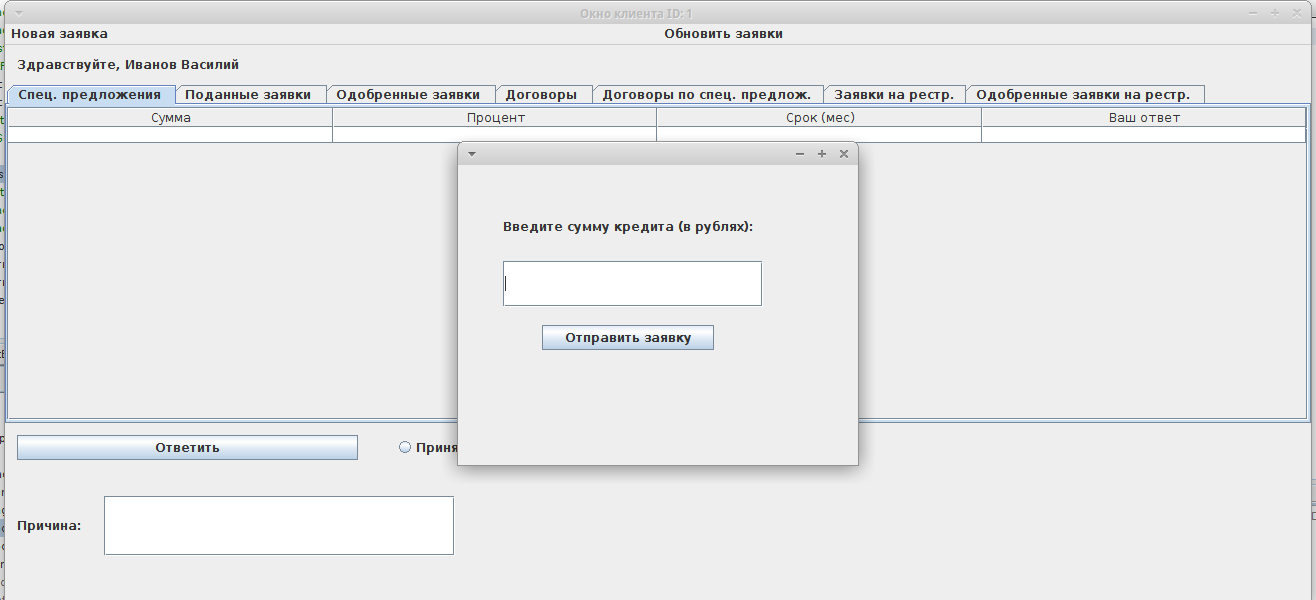 Окно клиента ID: 1
Новая заявка Обновить заявки
Здравствуйте, Иванов Василий
Спец. предложения Поданные заявки Одобренные заявки Договоры Договоры по спец. предлож. Заявки на рестр. Одобренные заявки на рестр.
Сумма Процент Срок (мес) Ваш ответ
Введите сумму кредита (в рублях):
Отправить заявку
Ответить Приня
Причина: